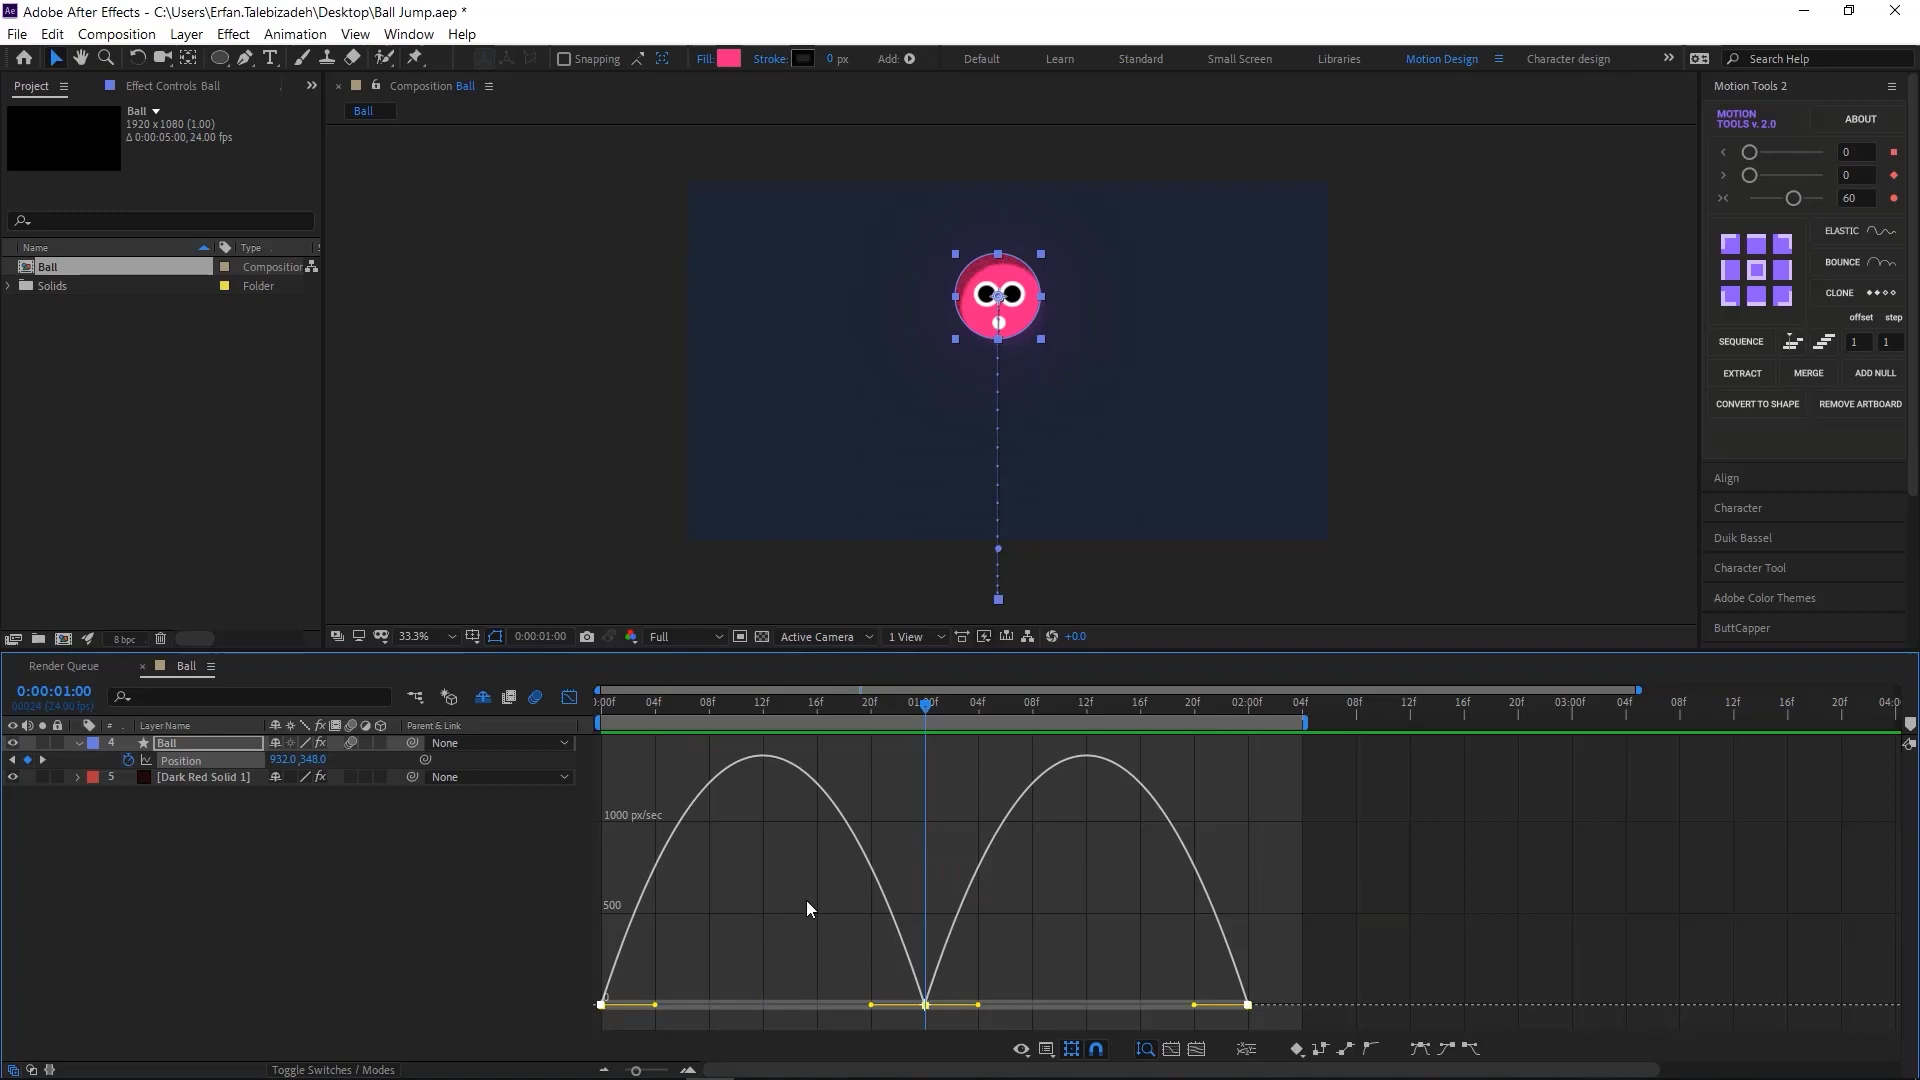 Adobe After Effects - C:\Users\Erfan.Talebizadeh\Desktop\Ball Jump.aep *
File Edit Composition Layer Effect Animation View Window Help
Snapping Fill: Stroke: 0 px Add: Default Learn Standard Small Screen Libraries Motion Design Character design Search Help
Project Effect Controls Ball
Composition Ball
Motion Tools 2
Ball
1920 x 1080 (1.00)
Δ 0:00:05:00, 24.00 fps
Ball
MOTION TOOLS v. 2.0
ABOUT
0
0
60
ELASTIC
BOUNCE
CLONE
offset step
SEQUENCE 1 1
EXTRACT MERGE ADD NULL
CONVERT TO SHAPE REMOVE ARTBOARD
Name Type
Ball Composition
Solids Folder
Align
Character
Duik Bassel
Character Tool
Adobe Color Themes
ButtCapper
8 bpc
33.3% 0:00:01:00 Full Active Camera 1 View +0.0
Render Queue Ball
0:00:01:00
00024 (24.00 fps)
# Layer Name Parent & Link
4 Ball None
Position 932.0,348.0
5 [Dark Red Solid 1] None
:00f 04f 08f 12f 16f 20f 01:00f 04f 08f 12f 16f 20f 02:00f 04f 08f 12f 16f 20f 03:00f 04f 08f 12f 16f 20f 04:0
1000 px/sec
500
0
Toggle Switches / Modes